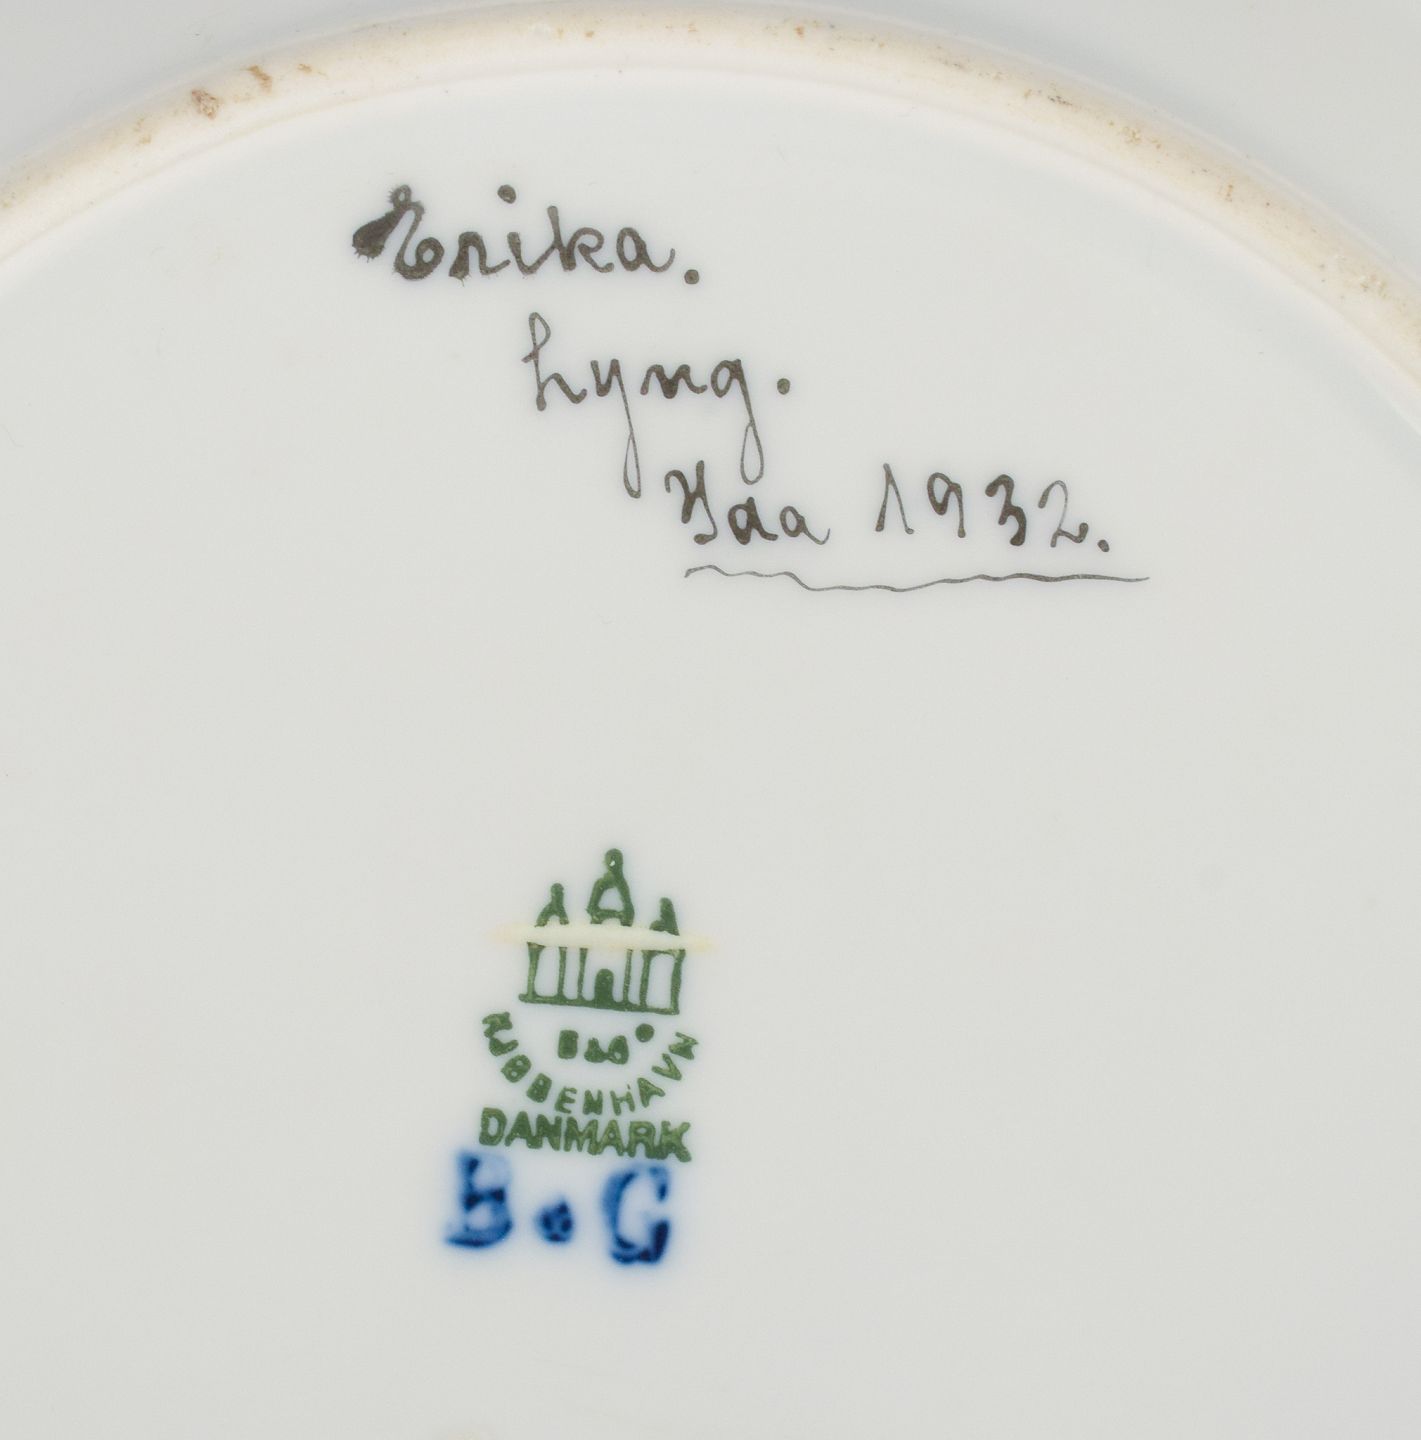 Erika.
Lyng.
Ida 1932.
B&G
KJØBENHAVN
DANMARK
B.G